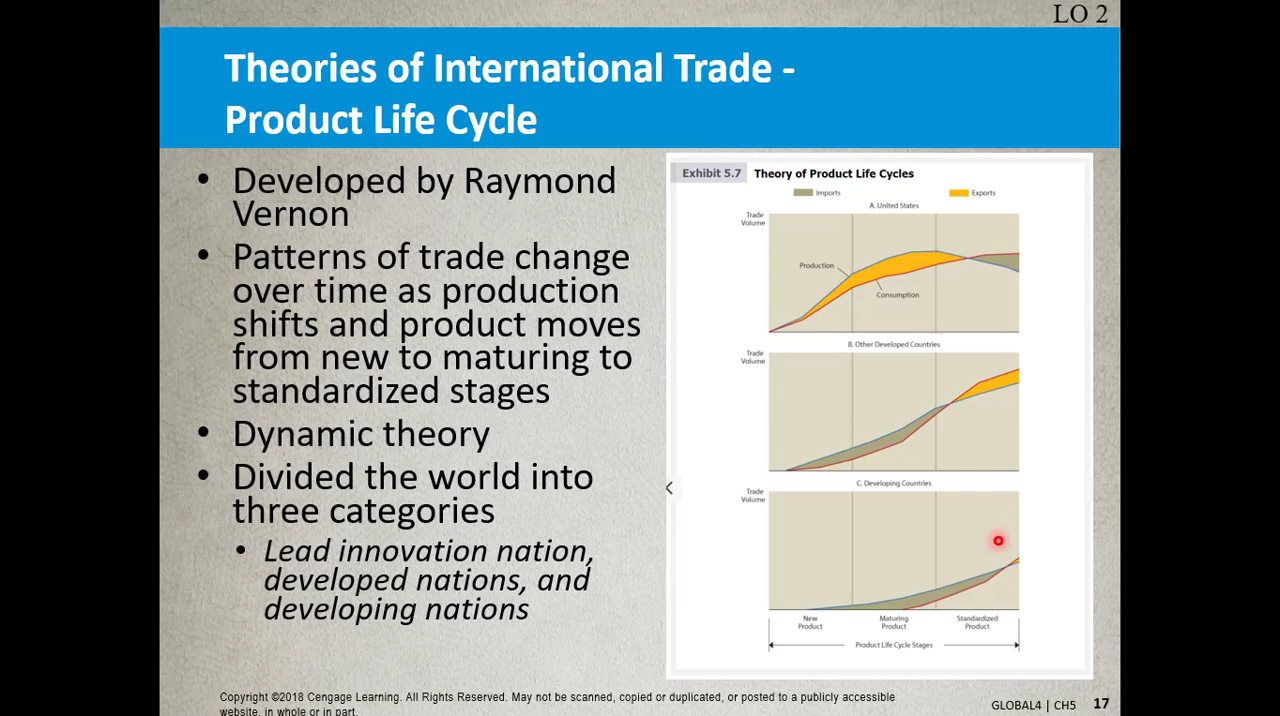 LO 2
Theories of International Trade -
Product Life Cycle
• Developed by Raymond
Vernon
• Patterns of trade change
over time as production
shifts and product moves
from new to maturing to
standardized stages
• Dynamic theory
• Divided the world into
three categories
• Lead innovation nation,
developed nations, and
developing nations
Exhibit 5.7 Theory of Product Life Cycles
Imports Exports
A. United States
Trade
Volume
Production
Consumption
B. Other Developed Countries
Trade
Volume
C. Developing Countries
Trade
Volume
New
Product
Maturing
Product
Standardized
Product
Product Life Cycle Stages
Copyright ©2018 Cengage Learning. All Rights Reserved. May not be scanned, copied or duplicated, or posted to a publicly accessible
website, in whole or in part.
GLOBAL4 | CH5 17